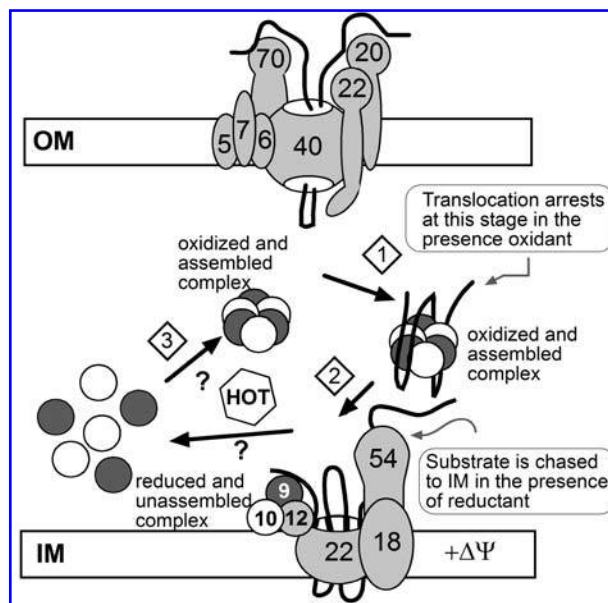 70
20
22
5
7
6
40
OM
Translocation arrests
at this stage in the
presence oxidant
oxidized and
assembled
complex
1
oxidized and
assembled
complex
3
?
HOT
2
?
reduced and
unassembled
complex
54
Substrate is chased
to IM in the presence
of reductant
9
10
12
22
18
IM
+ΔΨ